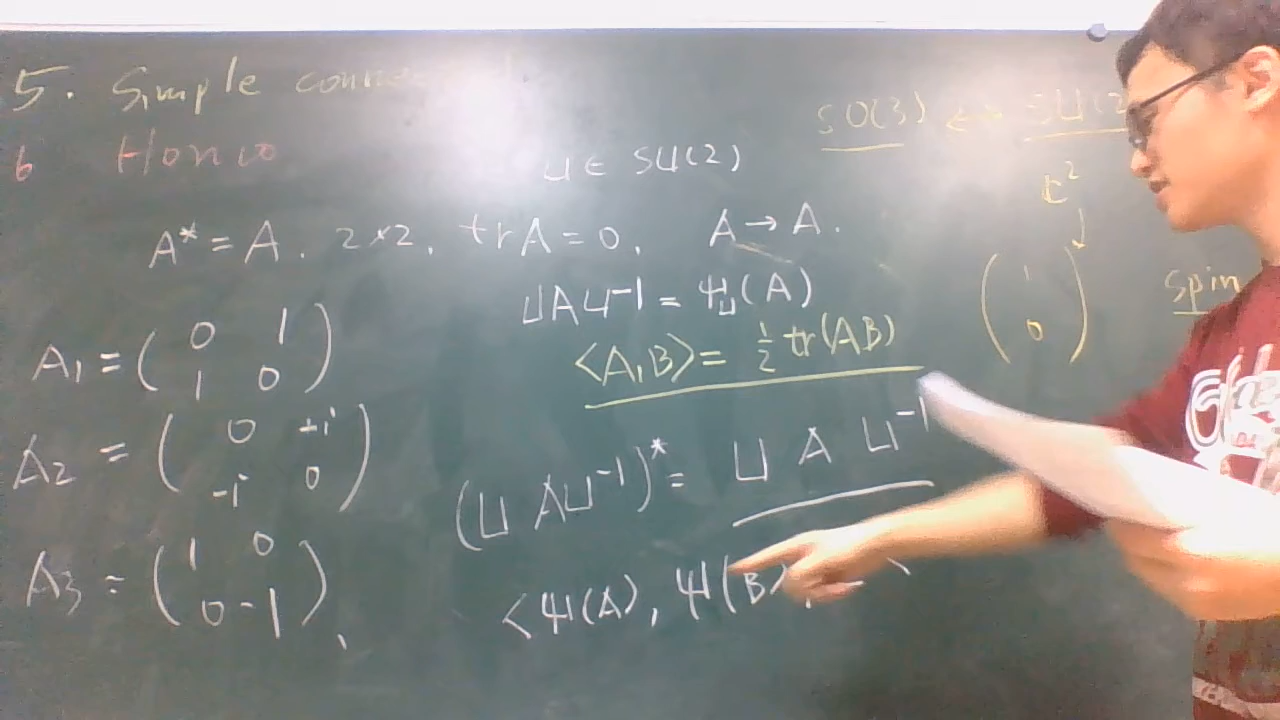 5. Simple conne
6 Homo
SO(3) ↔ SU(2
U ∈ SU(2)
ℂ²
↓
A* = A. 2×2. trA = 0. A → A.
UAU⁻¹ = Ψ_U(A)
<A,B> = ½ tr(AB)
( 1
0 )
Spin
A₁ = ( 0 1
1 0 )
A₂ = ( 0 +i
-i 0 )
(UAU⁻¹)* = UAU⁻¹
A₃ = ( 1 0
0 -1 )
<Ψ(A), Ψ(B)